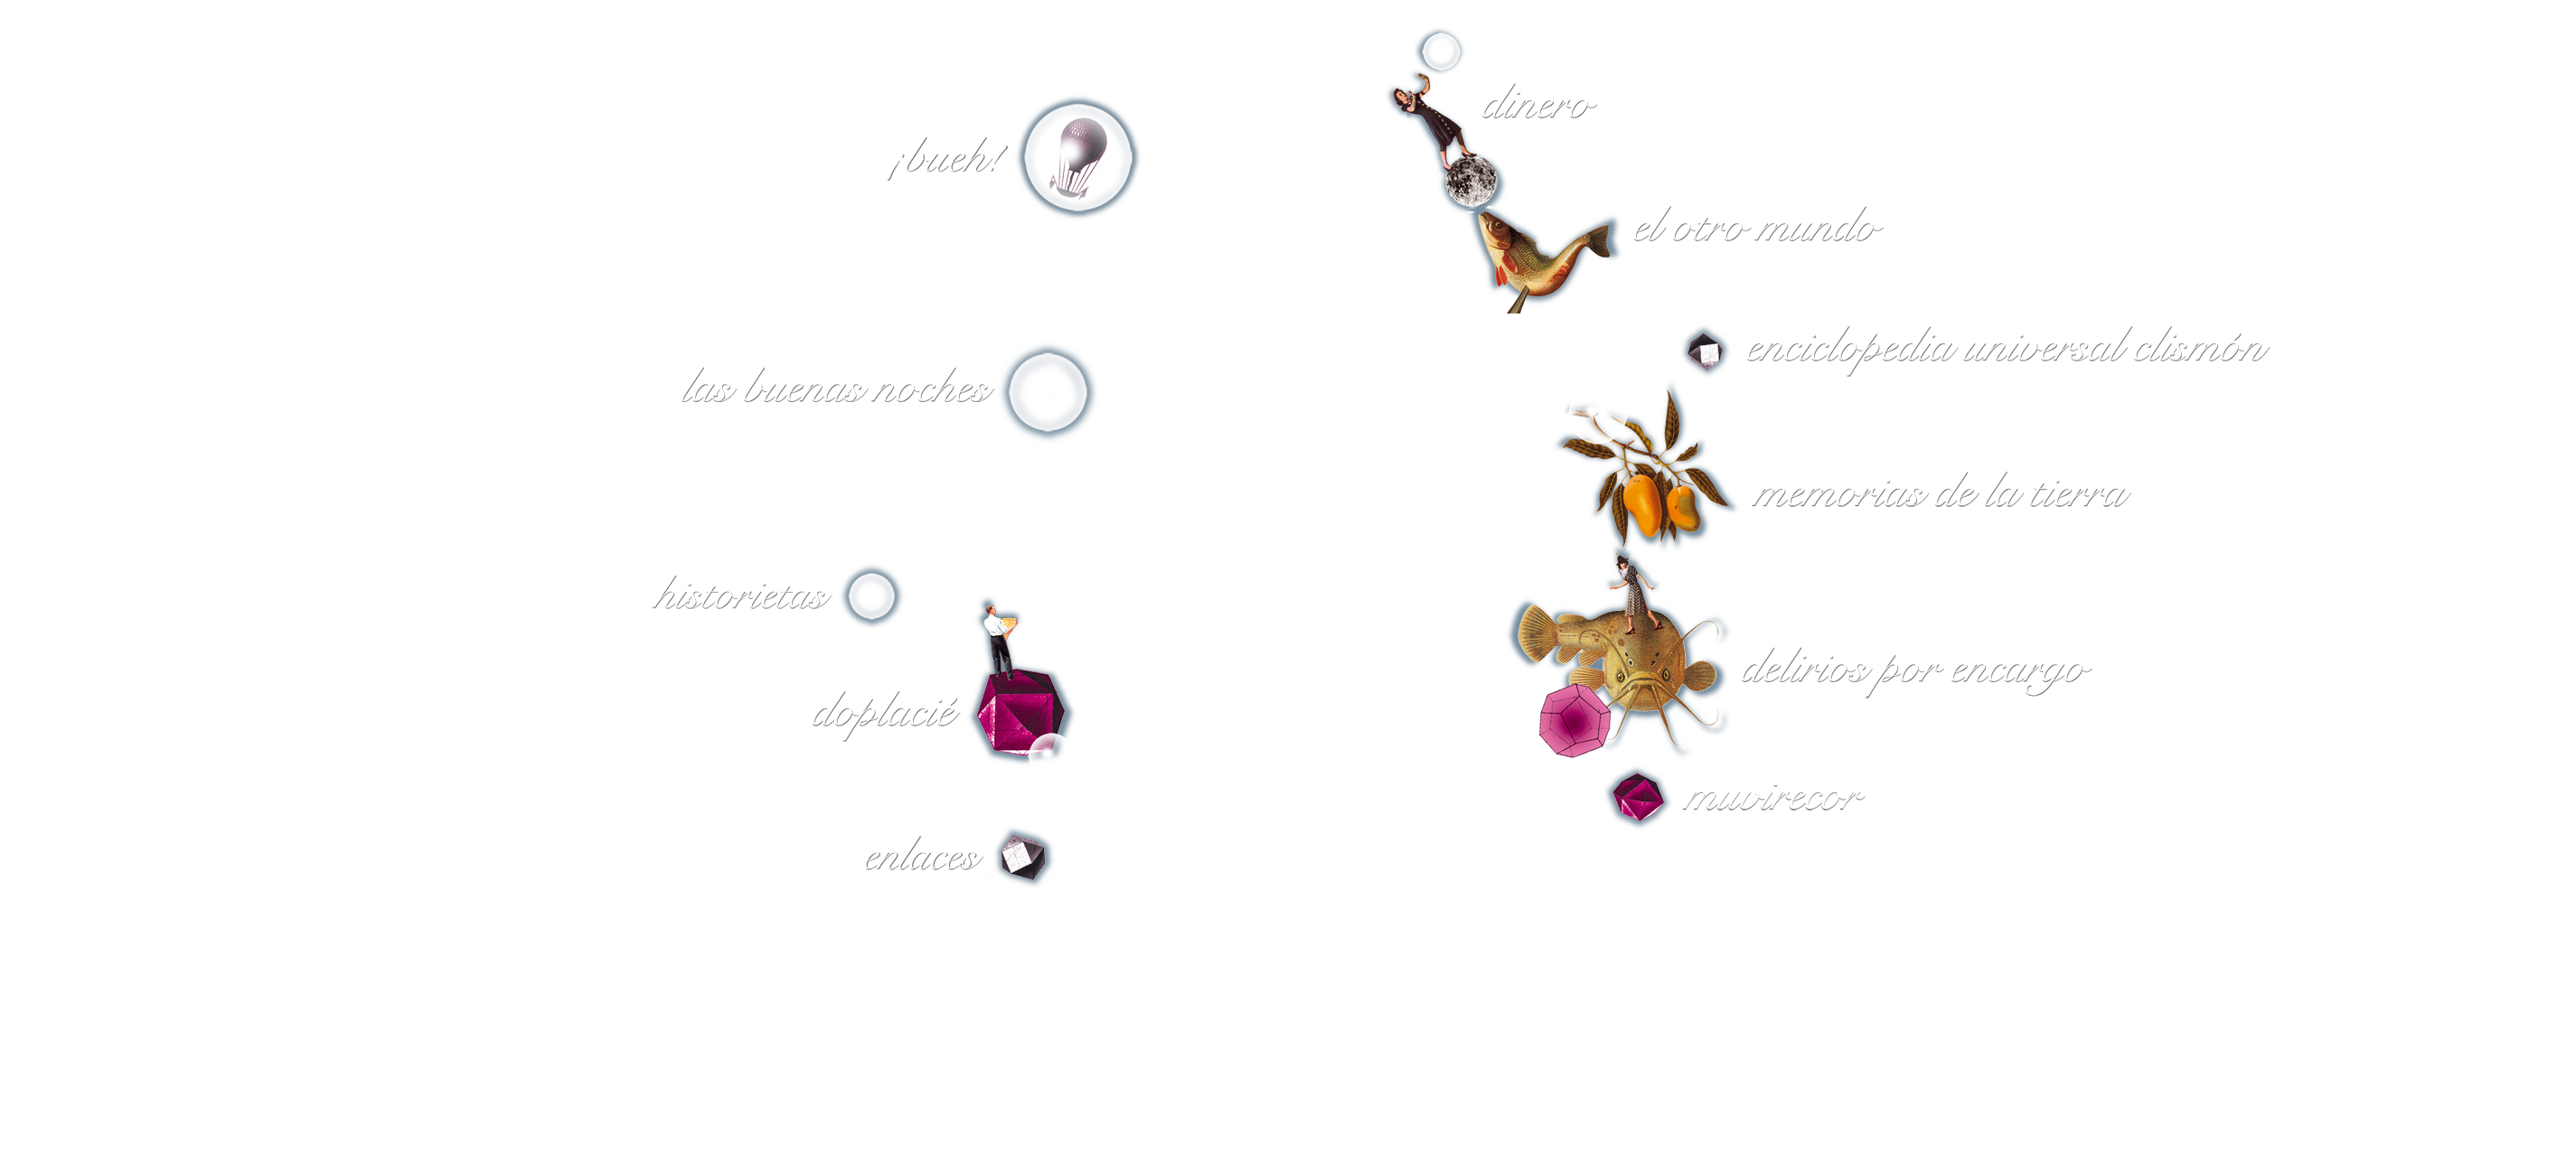 ¡bueh!
las buenas noches
historietas
doplacié
enlaces
dinero
el otro mundo
enciclopedia universal clismón
memorias de la tierra
delirios por encargo
muvirecor